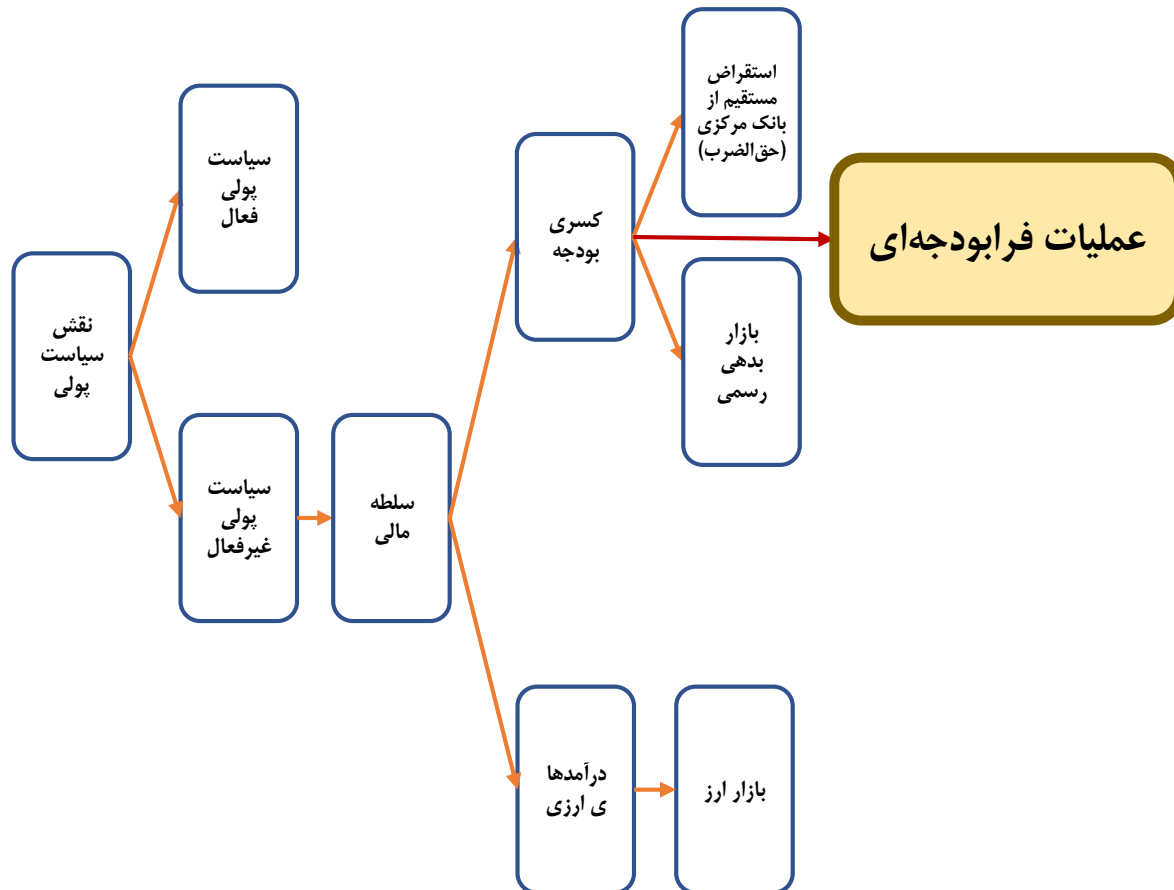 نقش
سیاست
پولی
سیاست
پولی
فعال
سیاست
پولی
غیرفعال
سلطه
مالی
کسری
بودجه
استقراض
مستقیم از
بانک مرکزی
(حق‌الضرب)
عملیات فرابودجه‌ای
بازار
بدهی
رسمی
درآمدها
ی ارزی
بازار ارز